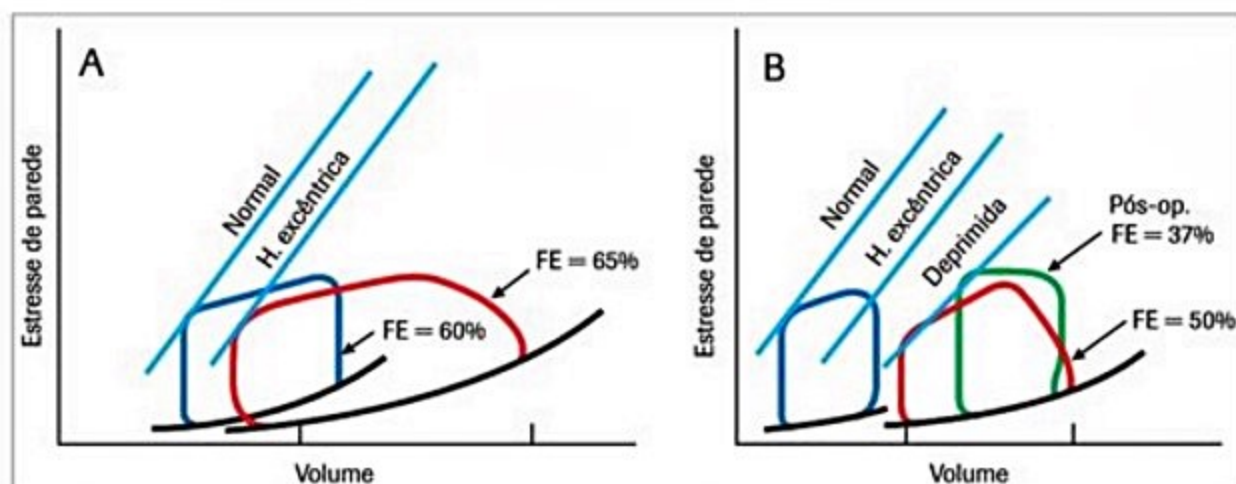 A
Estresse de parede
Normal
H. excêntrica
FE = 65%
FE = 60%
Volume
B
Estresse de parede
Normal
H. excêntrica
Deprimida
Pós-op.
FE = 37%
FE = 50%
Volume